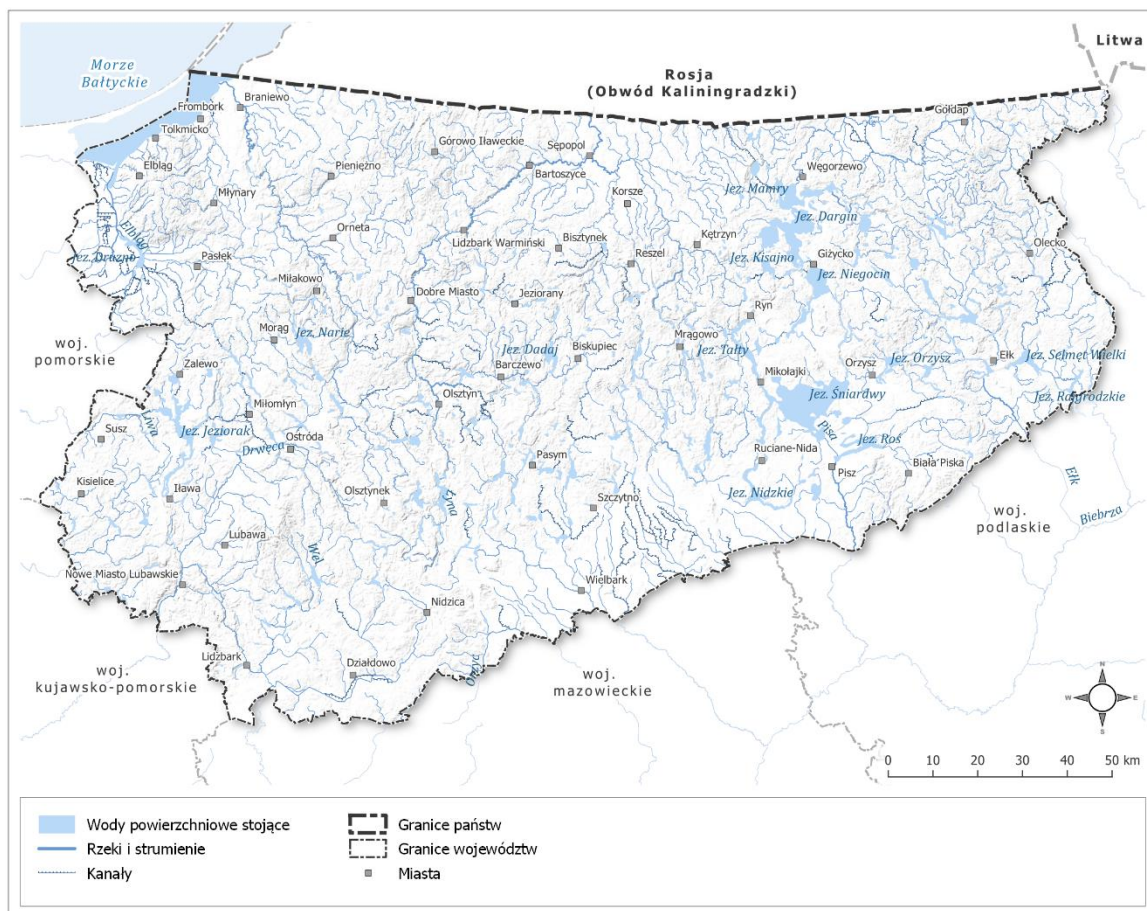 Litwa
Morze
Bałtyckie
Rosja
(Obwód Kaliningradzki)
Frombork
Braniewo
Gołdap
Tolkmicko
Górowo Iławeckie
Sępopol
Elbląg
Pieniężno
Bartoszyce
Węgorzewo
Jez. Mamry
Młynary
Korsze
Jez. Dargin
Elbląg
Orneta
Lidzbark Warmiński
Bisztynek
Kętrzyn
Olecko
Jez. Druzno
Pasłęk
Reszel
Jez. Kisajno
Giżycko
Jez. Niegocin
Miłakowo
Dobre Miasto
Jeziorany
Ryn
Morąg
Jez. Narie
Mrągowo
woj.
pomorskie
Jez. Dadaj
Biskupiec
Jez. Tałty
Zalewo
Barczewo
Orzysz
Jez. Orzysz
Ełk
Jez. Selmęt Wielki
Mikołajki
Jez. Śniardwy
Jez. Rajgrodzkie
Olsztyn
Liwa
Miłomłyn
Jez. Jeziorak
Susz
Ostróda
Drwęca
Pisa
Jez. Roś
Pasym
Ruciane-Nida
Pisz
Biała Piska
Kisielice
Iława
Olsztynek
Łyna
Szczytno
Jez. Nidzkie
Ełk
Biebrza
woj.
podlaskie
Lubawa
Wel
Nowe Miasto Lubawskie
Wielbark
Nidzica
Lidzbark
Działdowo
Orzyc
woj.
kujawsko-pomorskie
woj.
mazowieckie
N
W
E
S
0 10 20 30 40 50 km
Wody powierzchniowe stojące
Rzeki i strumienie
Kanały
Granice państw
Granice województw
Miasta